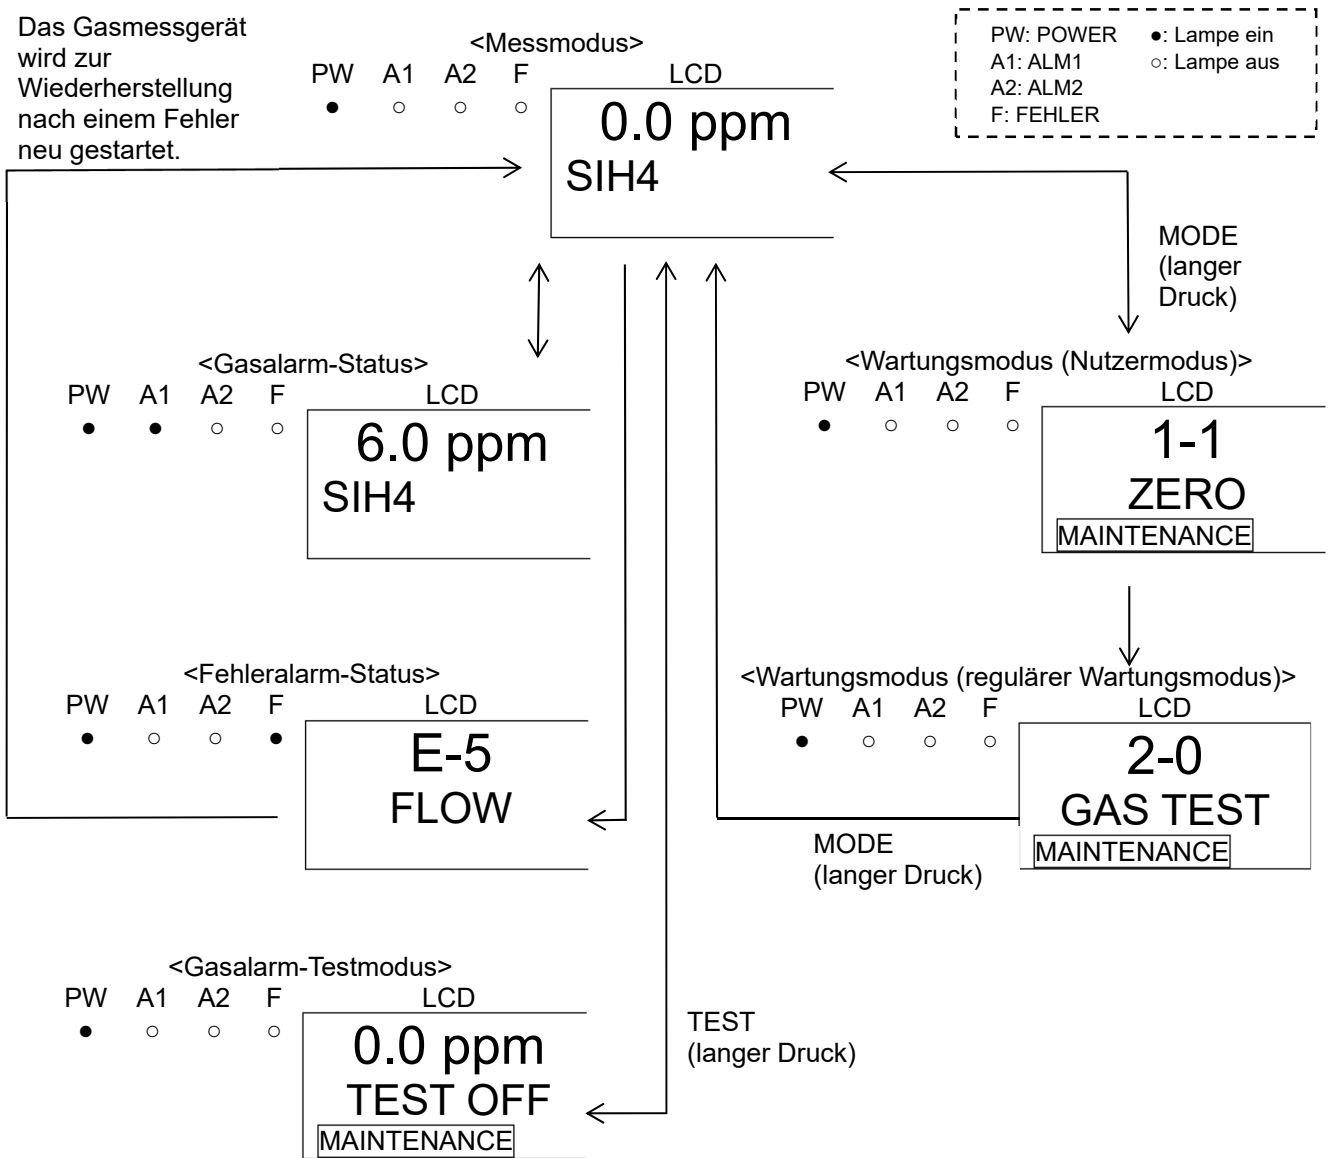 Das Gasmessgerät
wird zur
Wiederherstellung
nach einem Fehler
neu gestartet.
<Messmodus>
PW A1 A2 F LCD
● ○ ○ ○
0.0 ppm
SIH4
PW: POWER ●: Lampe ein
A1: ALM1 ○: Lampe aus
A2: ALM2
F: FEHLER
MODE
(langer
Druck)
<Gasalarm-Status>
PW A1 A2 F LCD
● ● ○ ○
6.0 ppm
SIH4
<Wartungsmodus (Nutzermodus)>
PW A1 A2 F LCD
● ○ ○ ○
1-1
ZERO
MAINTENANCE
<Fehleralarm-Status>
PW A1 A2 F LCD
● ○ ○ ●
E-5
FLOW
<Wartungsmodus (regulärer Wartungsmodus)>
PW A1 A2 F LCD
● ○ ○ ○
2-0
GAS TEST
MAINTENANCE
MODE
(langer Druck)
<Gasalarm-Testmodus>
PW A1 A2 F LCD
● ○ ○ ○
0.0 ppm
TEST OFF
MAINTENANCE
TEST
(langer Druck)